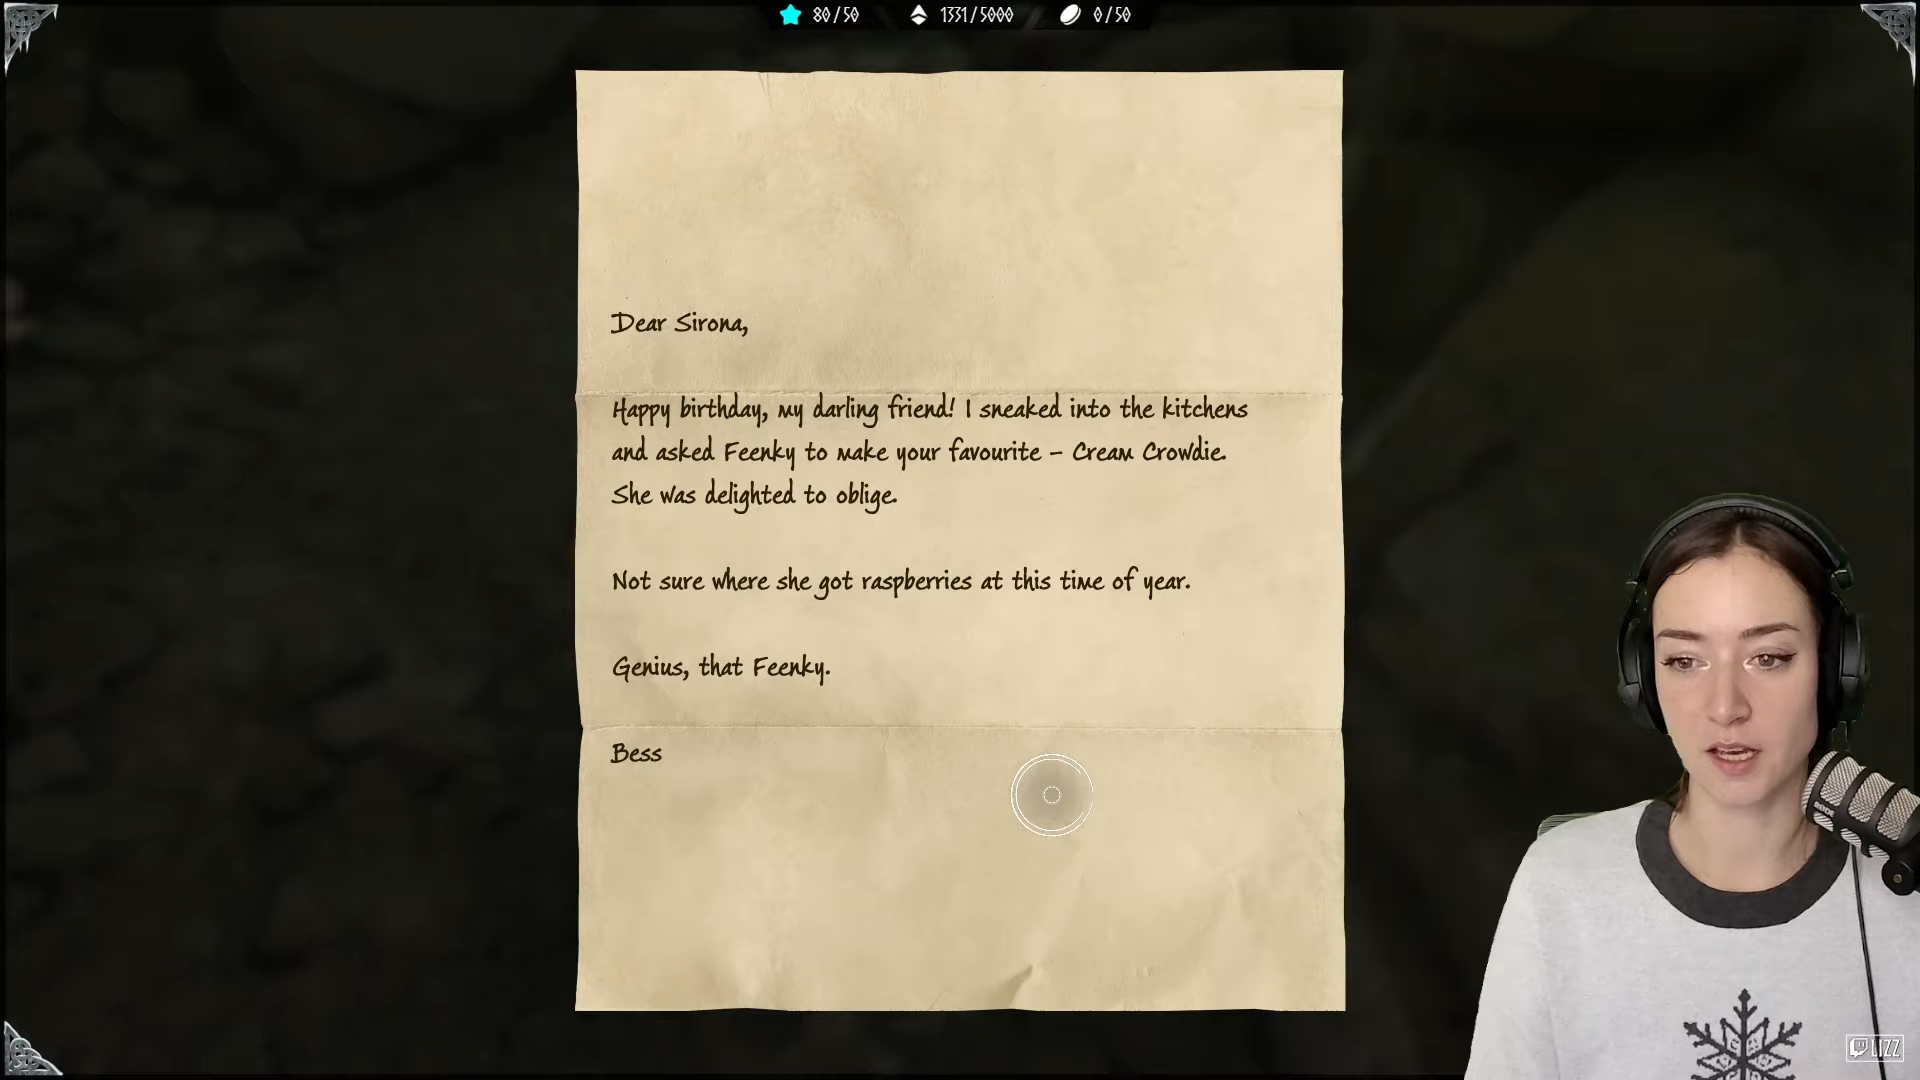 80/50 1331/5000 0/50
Dear Sirona,
Happy birthday, my darling friend! I sneaked into the kitchens
and asked Feenky to make your favourite – Cream Crowdie.
She was delighted to oblige.
Not sure where she got raspberries at this time of year.
Genius, that Feenky.
Bess
RODE
LIZZ